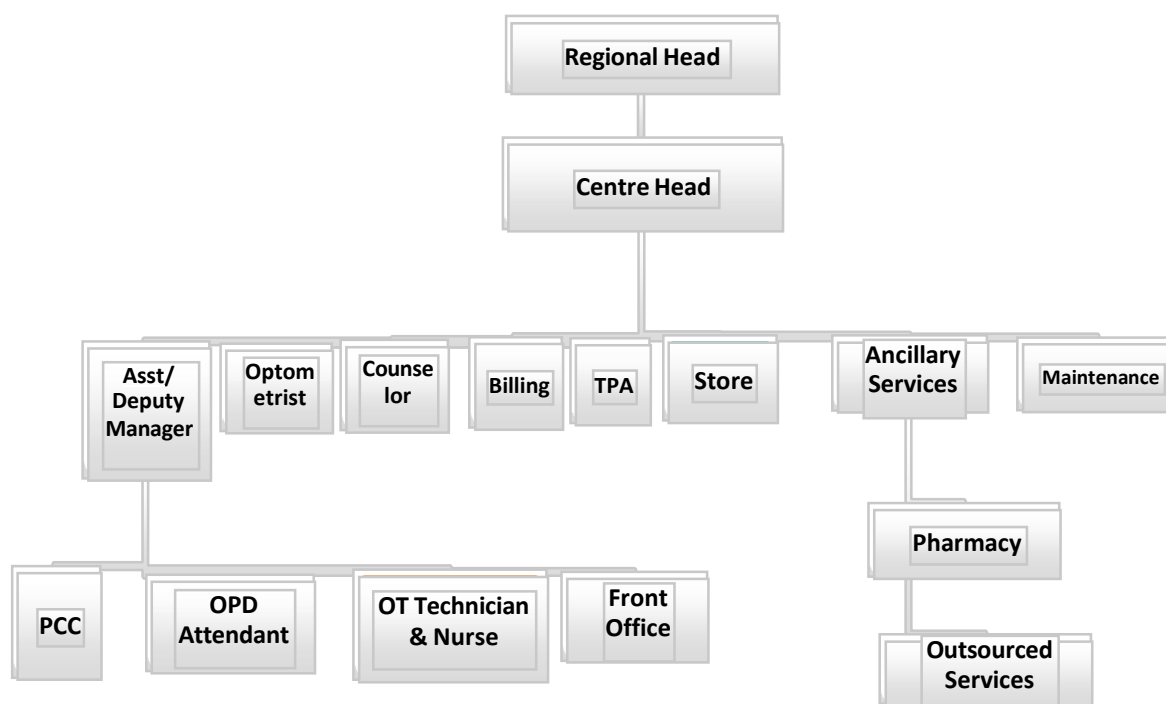 Regional Head
Centre Head
Asst/
Deputy
Manager
Optom
etrist
Counse
lor
Billing
TPA
Store
Ancillary
Services
Maintenance
Pharmacy
PCC
OPD
Attendant
OT Technician
& Nurse
Front
Office
Outsourced
Services